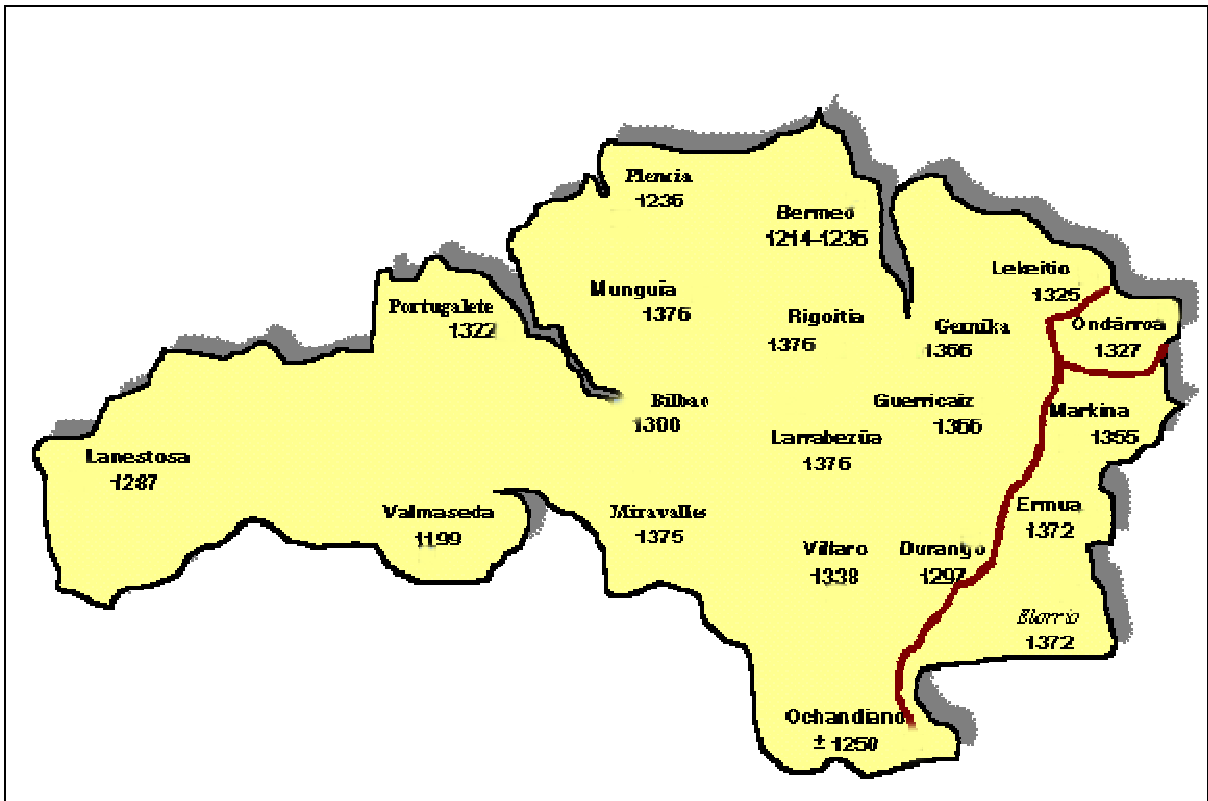 Plencia
1236
Bermeo
1214-1236
Lekeitio
1325
Portugalete
1322
Munguía
1376
Rigoitia
1376
Gernika
1366
Ondárroa
1327
Bilbao
1300
Guerricaiz
1366
Markina
1355
Larrabezúa
1376
Lanestosa
1287
Valmaseda
1199
Miravalles
1375
Ermua
1372
Villaro
1338
Durango
1297
Elorrio
1372
Ochandiano
± 1250